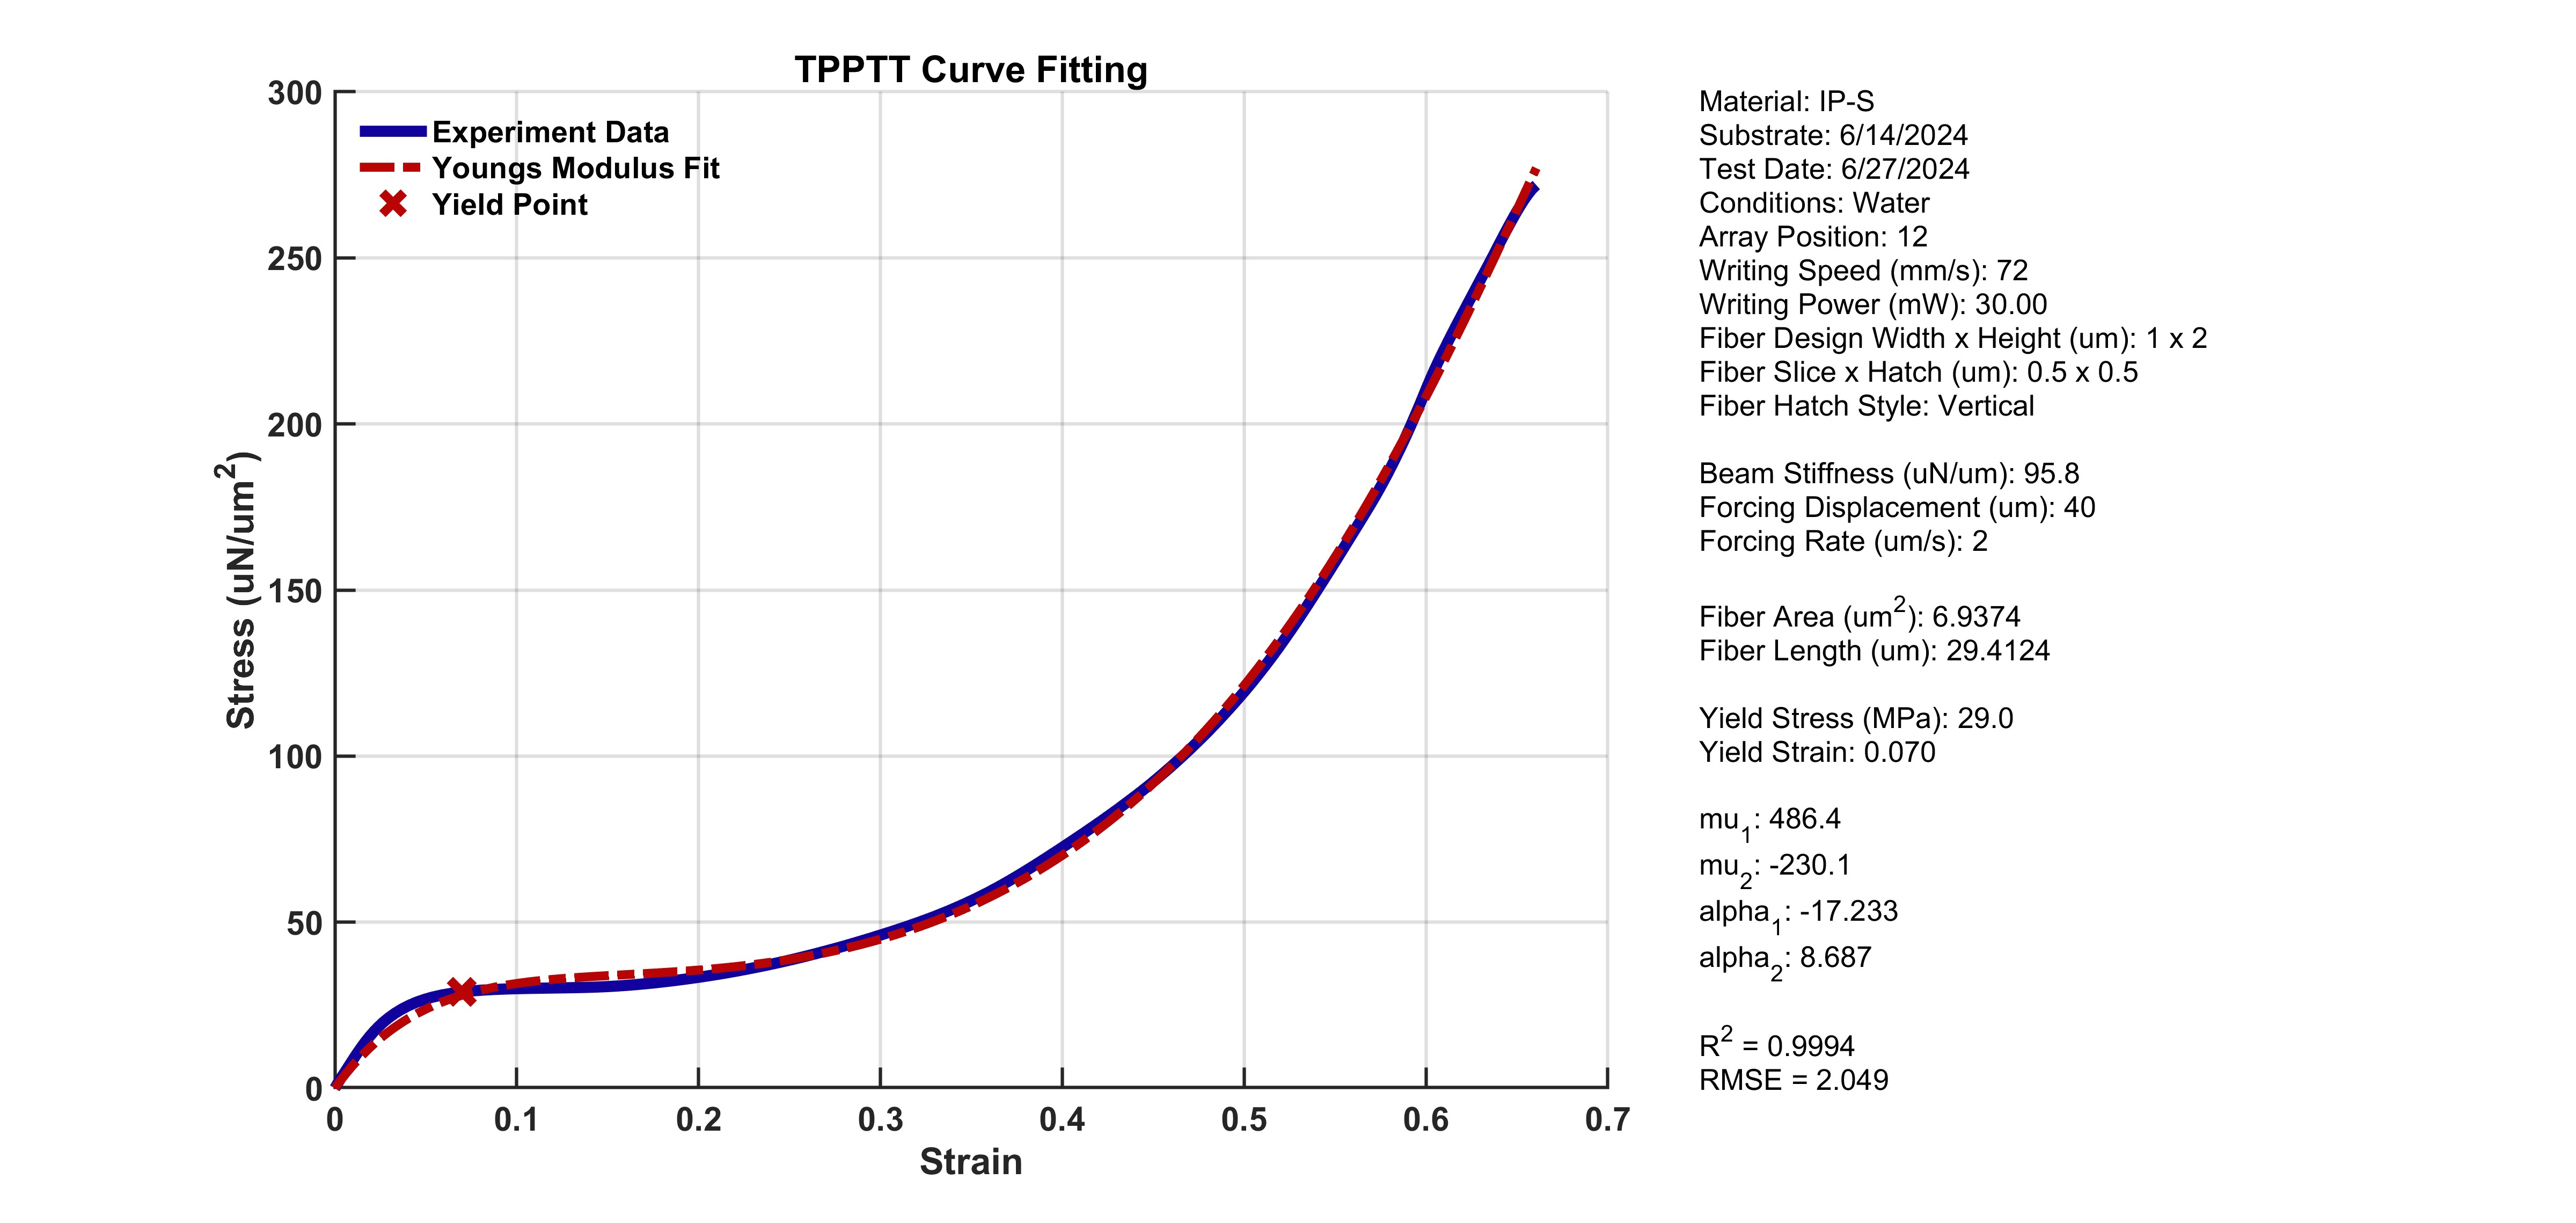 TPPTT Curve Fitting
300
250
200
150
100
50
0
Stress (uN/um²)
Experiment Data
Youngs Modulus Fit
Yield Point
0 0.1 0.2 0.3 0.4 0.5 0.6 0.7
Strain
Material: IP-S
Substrate: 6/14/2024
Test Date: 6/27/2024
Conditions: Water
Array Position: 12
Writing Speed (mm/s): 72
Writing Power (mW): 30.00
Fiber Design Width x Height (um): 1 x 2
Fiber Slice x Hatch (um): 0.5 x 0.5
Fiber Hatch Style: Vertical
Beam Stiffness (uN/um): 95.8
Forcing Displacement (um): 40
Forcing Rate (um/s): 2
Fiber Area (um²): 6.9374
Fiber Length (um): 29.4124
Yield Stress (MPa): 29.0
Yield Strain: 0.070
mu₁: 486.4
mu₂: -230.1
alpha₁: -17.233
alpha₂: 8.687
R² = 0.9994
RMSE = 2.049